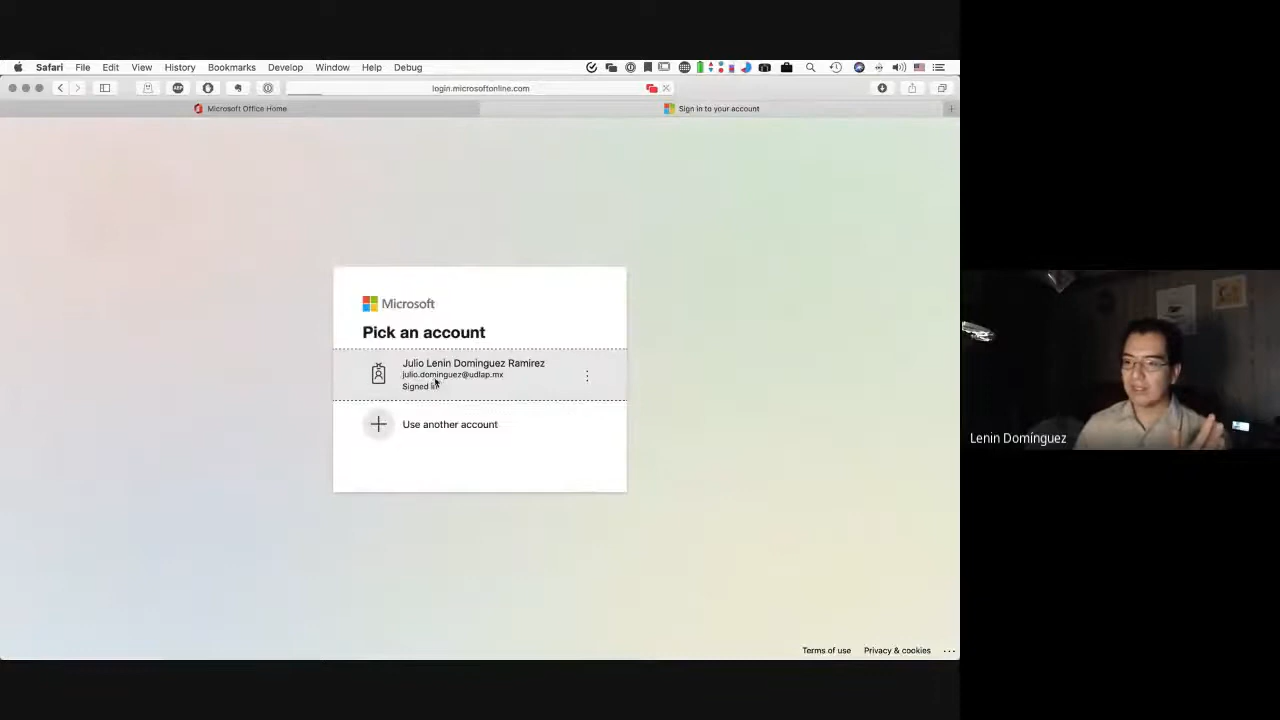 Safari File Edit View History Bookmarks Develop Window Help Debug
login.microsoftonline.com
Microsoft Office Home
Sign in to your account
Microsoft
Pick an account
Julio Lenin Dominguez Ramirez
julio.dominguez@udlap.mx
Signed in
Use another account
Lenin Domínguez
Terms of use Privacy & cookies ...